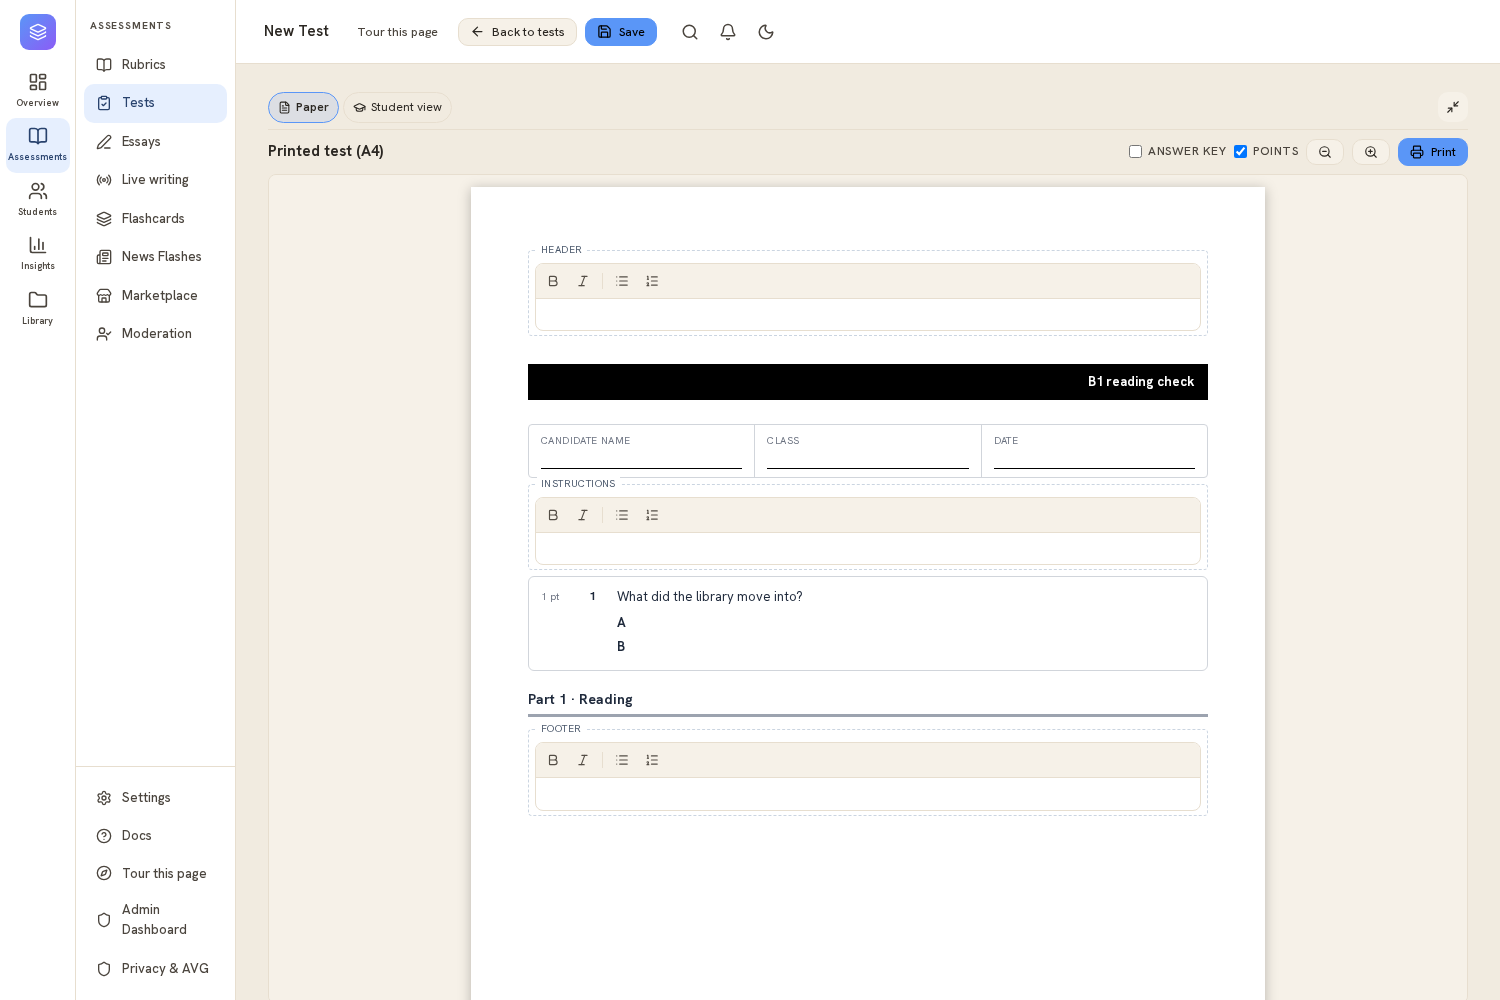 Overview
Assessments
Students
Insights
Library
ASSESSMENTS
Rubrics
Tests
Essays
Live writing
Flashcards
News Flashes
Marketplace
Moderation
Settings
Docs
Tour this page
Admin
Dashboard
Privacy & AVG
New Test
Tour this page
Back to tests
Save
Paper
Student view
Printed test (A4)
ANSWER KEY
POINTS
Print
HEADER
B1 reading check
CANDIDATE NAME
CLASS
DATE
INSTRUCTIONS
1 pt 1 What did the library move into?
A
B
Part 1 · Reading
FOOTER